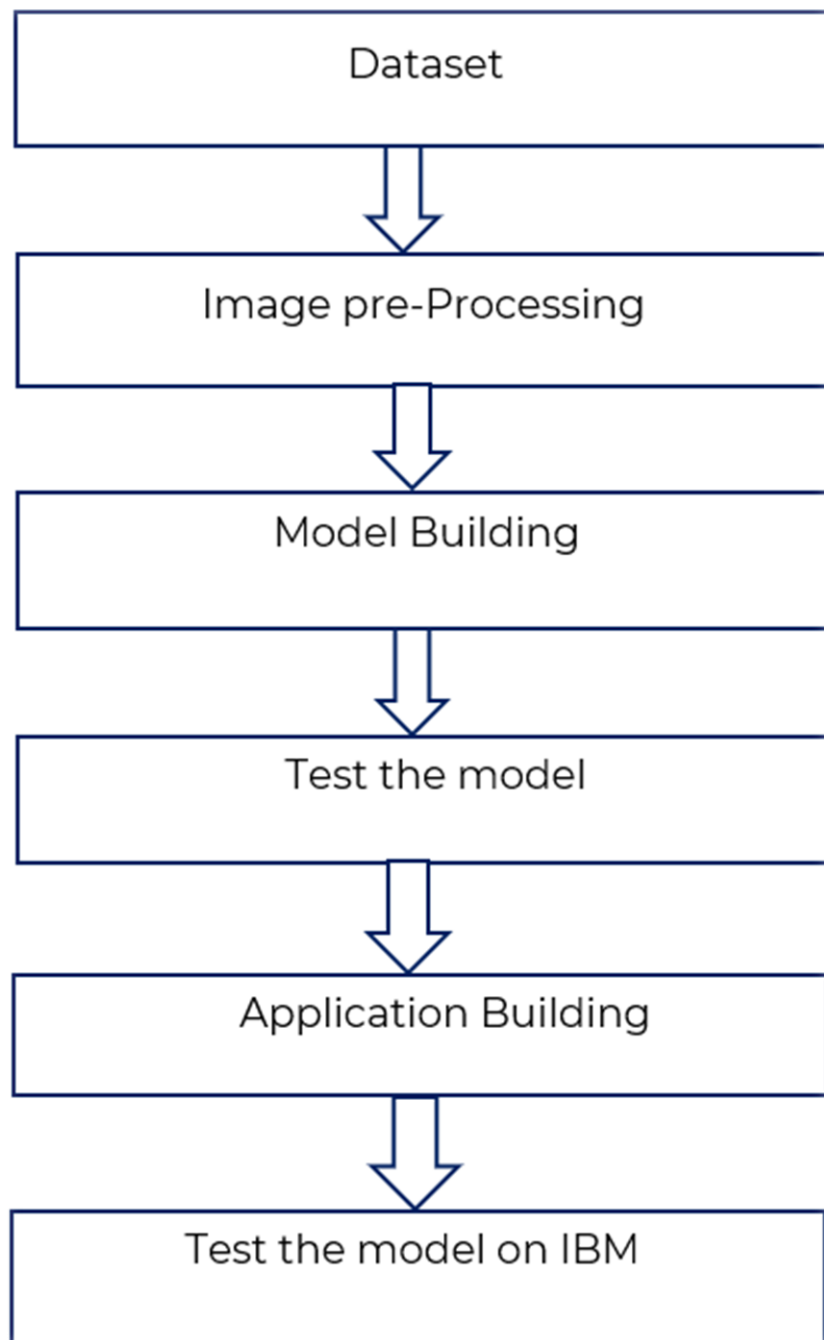 Dataset
Image pre-Processing
Model Building
Test the model
Application Building
Test the model on IBM